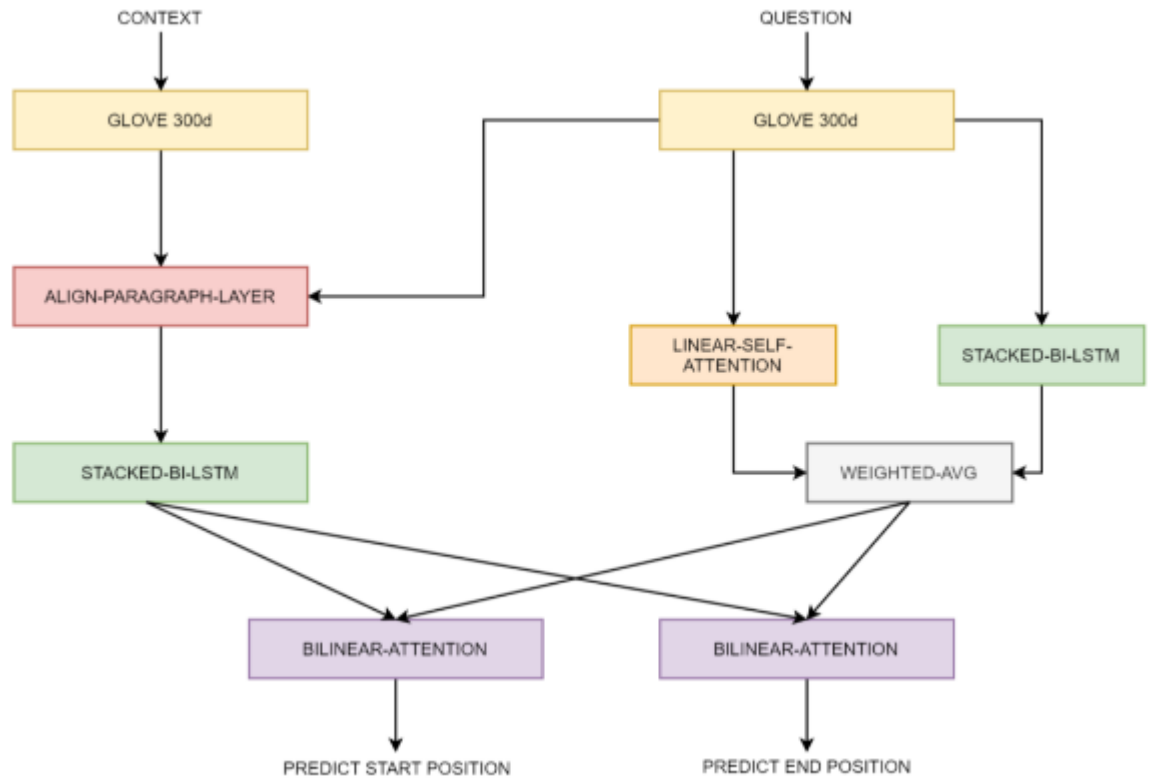 CONTEXT
QUESTION
GLOVE 300d
GLOVE 300d
ALIGN-PARAGRAPH-LAYER
LINEAR-SELF-
ATTENTION
STACKED-BI-LSTM
STACKED-BI-LSTM
WEIGHTED-AVG
BILINEAR-ATTENTION
BILINEAR-ATTENTION
PREDICT START POSITION
PREDICT END POSITION